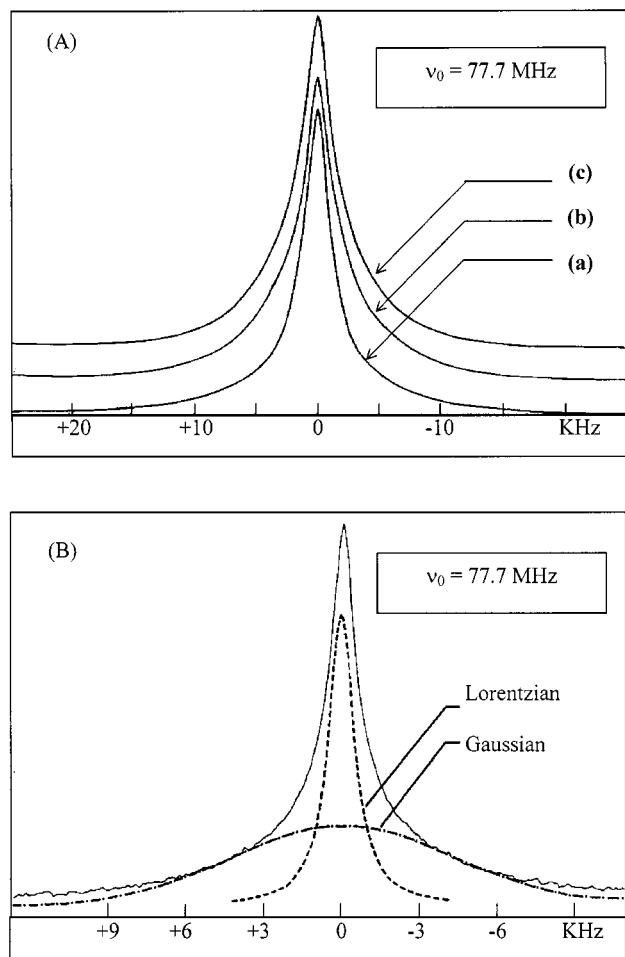 (A)
ν₀ = 77.7 MHz
(c)
(b)
(a)
+20 +10 0 -10 KHz
(B)
ν₀ = 77.7 MHz
Lorentzian
Gaussian
+9 +6 +3 0 -3 -6 KHz